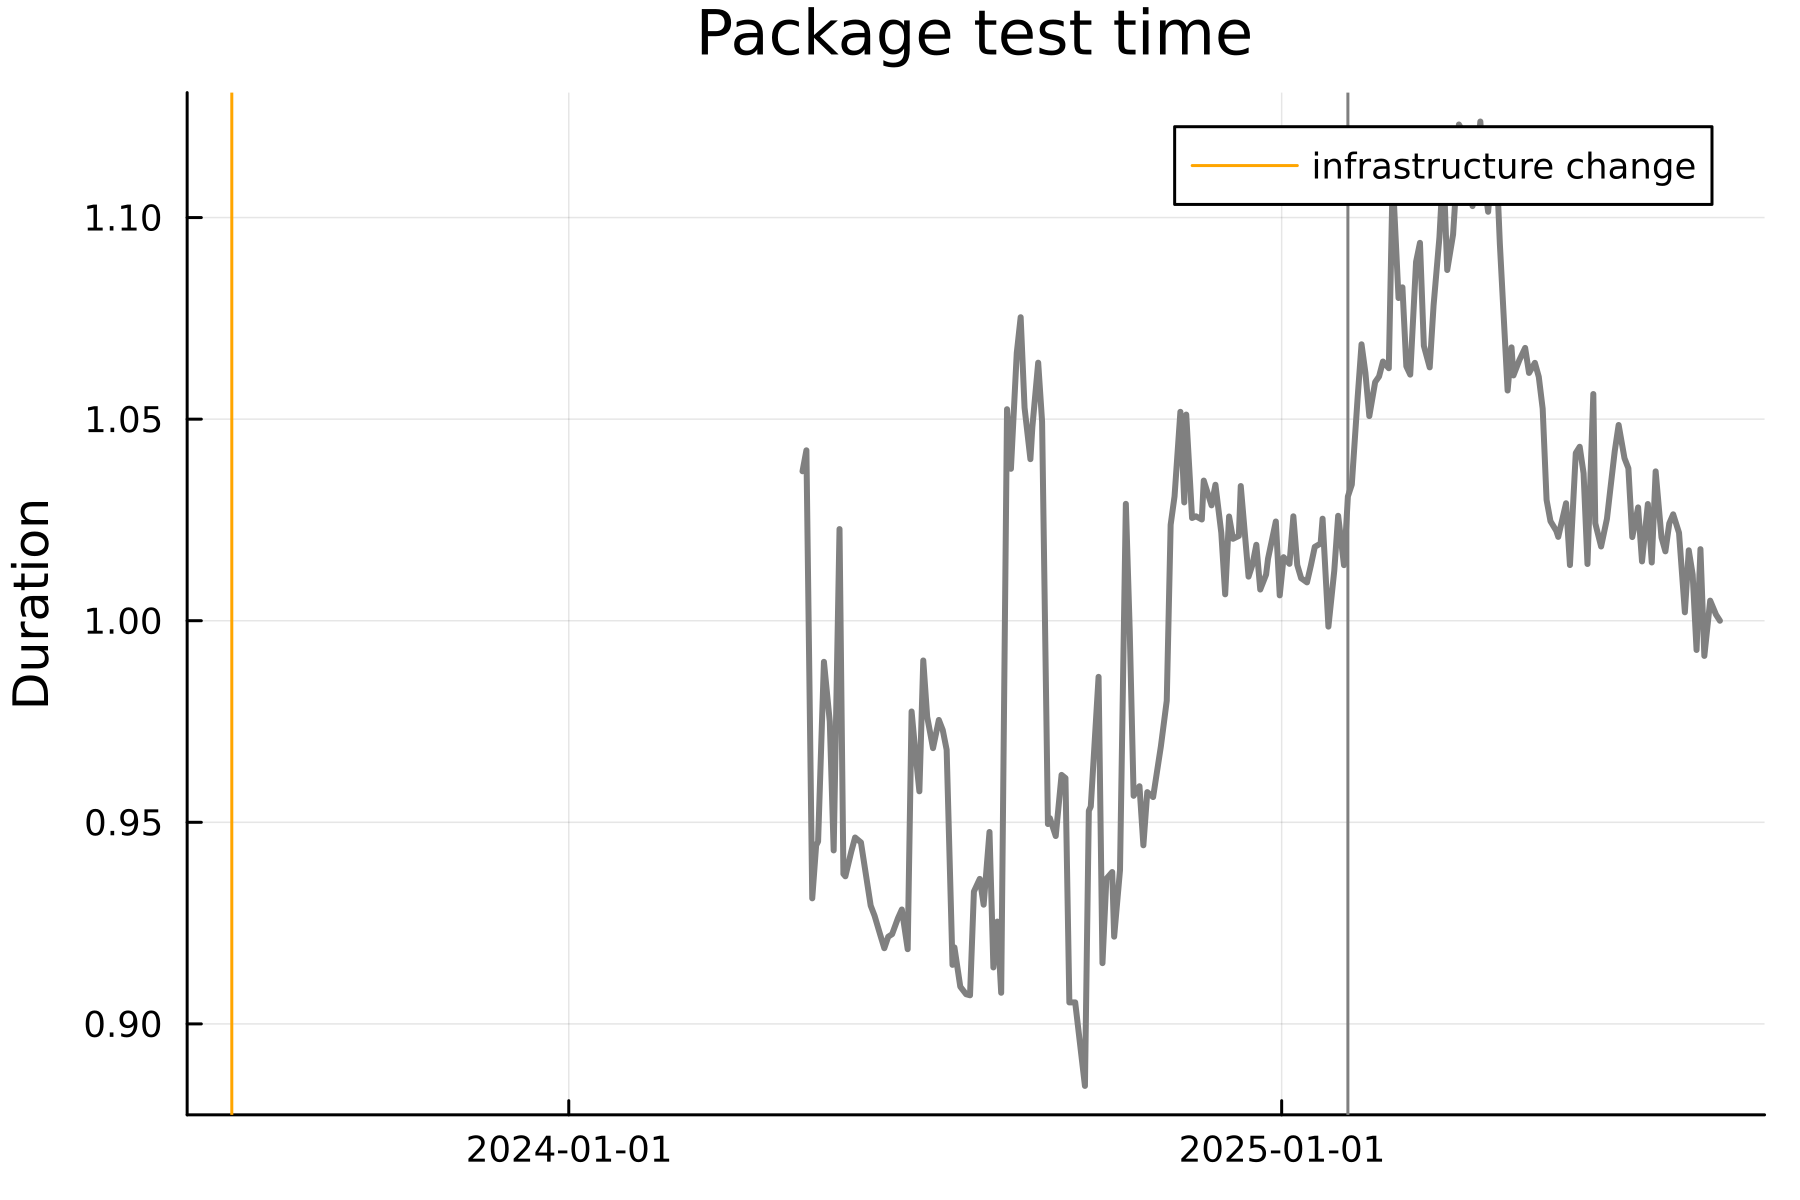 Package test time
infrastructure change
1.10
1.05
1.00
0.95
0.90
Duration
2024-01-01
2025-01-01